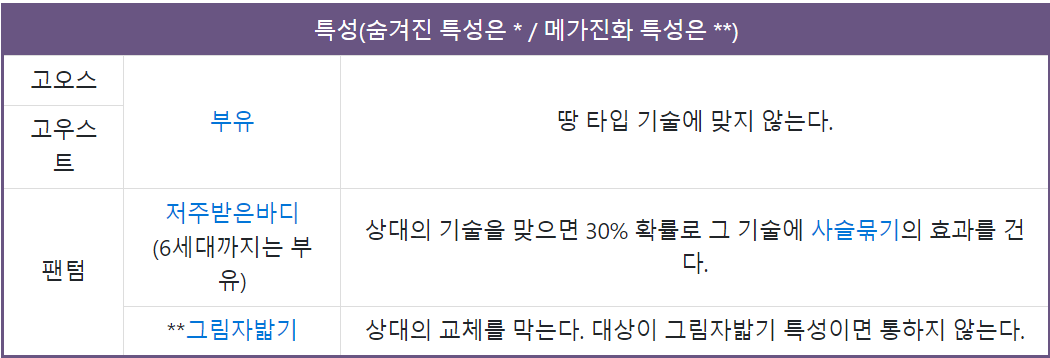 특성(숨겨진 특성은 * / 메가진화 특성은 **)
고오스
고우스
트
부유
땅 타입 기술에 맞지 않는다.
팬텀
저주받은바디
(6세대까지는 부
유)
상대의 기술을 맞으면 30% 확률로 그 기술에 사슬묶기의 효과를 건
다.
**그림자밟기
상대의 교체를 막는다. 대상이 그림자밟기 특성이면 통하지 않는다.